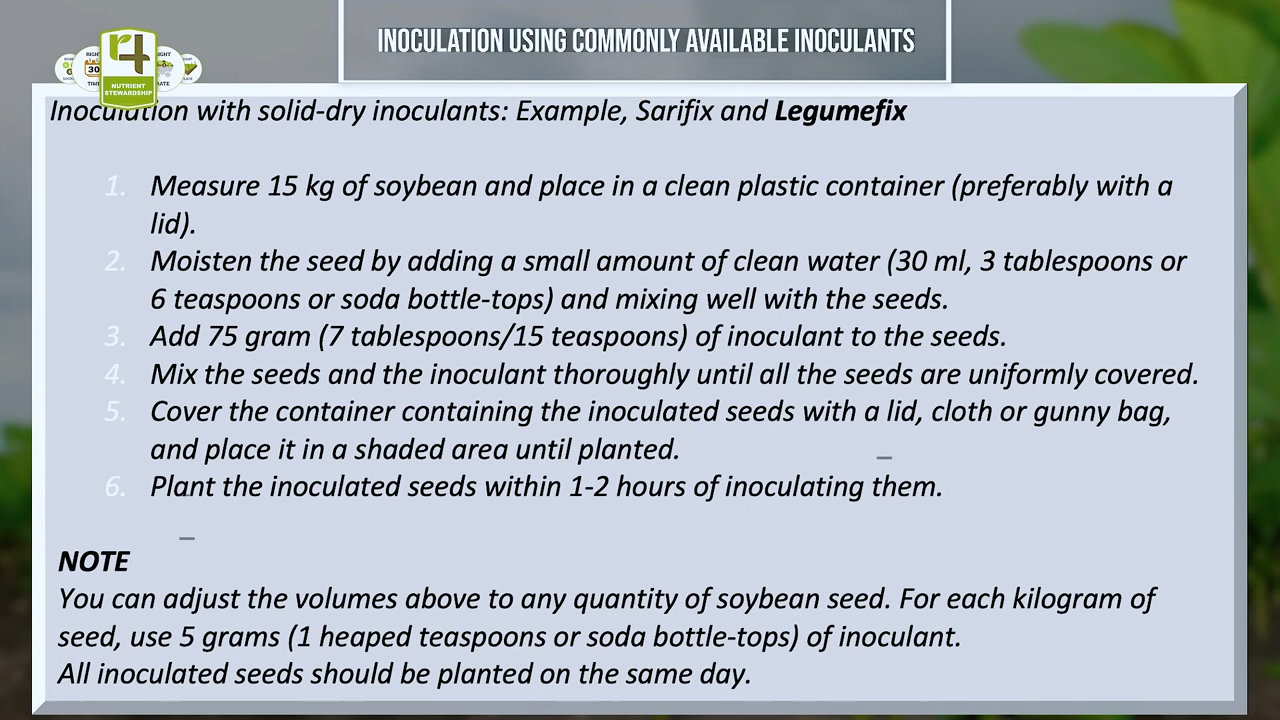 INOCULATION USING COMMONLY AVAILABLE INOCULANTS
RIGHT
30
TIME
4
NUTRIENT
STEWARDSHIP
Inoculation with solid-dry inoculants: Example, Sarifix and Legumefix
1. Measure 15 kg of soybean and place in a clean plastic container (preferably with a
lid).
2. Moisten the seed by adding a small amount of clean water (30 ml, 3 tablespoons or
6 teaspoons or soda bottle-tops) and mixing well with the seeds.
3. Add 75 gram (7 tablespoons/15 teaspoons) of inoculant to the seeds.
4. Mix the seeds and the inoculant thoroughly until all the seeds are uniformly covered.
5. Cover the container containing the inoculated seeds with a lid, cloth or gunny bag,
and place it in a shaded area until planted.
6. Plant the inoculated seeds within 1-2 hours of inoculating them.
NOTE
You can adjust the volumes above to any quantity of soybean seed. For each kilogram of
seed, use 5 grams (1 heaped teaspoons or soda bottle-tops) of inoculant.
All inoculated seeds should be planted on the same day.